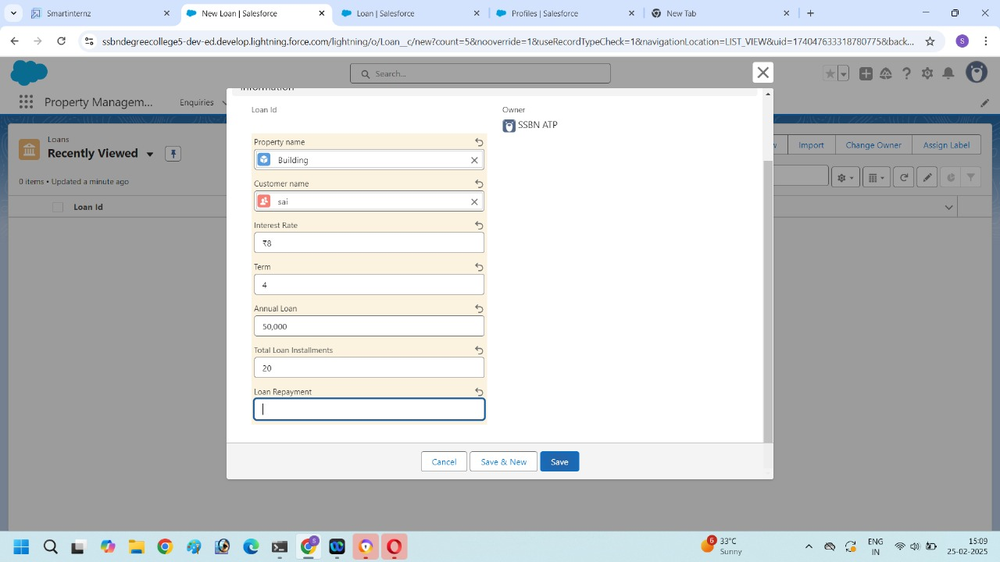 Smartinternz
New Loan | Salesforce
Loan | Salesforce
Profiles | Salesforce
New Tab
ssbndegreecollege5-dev-ed.develop.lightning.force.com/lightning/o/Loan__c/new?count=5&nooverride=1&useRecordTypeCheck=1&navigationLocation=LIST_VIEW&uid=174047633318780775&back...
S
Search...
Property Managem...
Enquiries
Information
Loan Id
Owner
SSBN ATP
Loans
Recently Viewed
Import
Change Owner
Assign Label
0 items • Updated a minute ago
Loan Id
Property name
Building
Customer name
sai
Interest Rate
₹8
Term
4
Annual Loan
50,000
Total Loan Installments
20
Loan Repayment
Cancel
Save & New
Save
6
33°C
Sunny
S
ENG
IN
15:09
25-02-2025